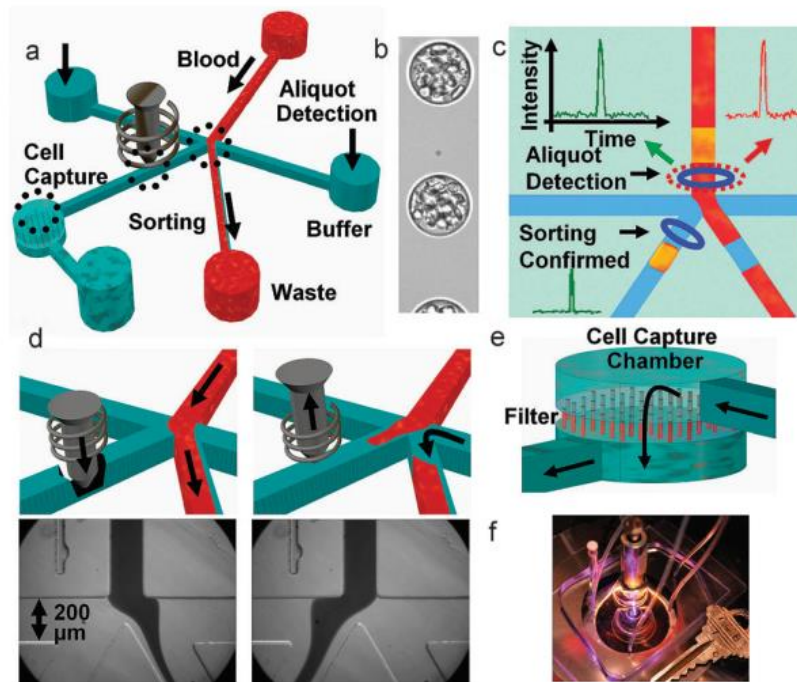 a
Blood
Aliquot
Detection
Cell
Capture
Sorting
Buffer
Waste
b
c
Intensity
Time
Aliquot
Detection
Sorting
Confirmed
d
200
µm
e
Cell Capture
Chamber
Filter
f